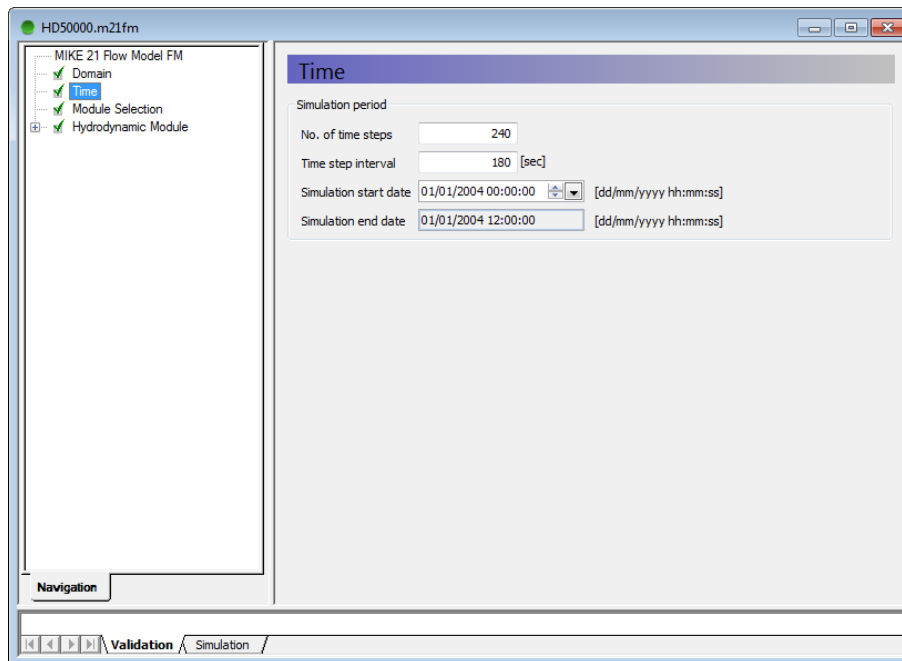 HD50000.m21fm
MIKE 21 Flow Model FM
Domain
Time
Module Selection
Hydrodynamic Module
Navigation
Time
Simulation period
No. of time steps 240
Time step interval 180 [sec]
Simulation start date 01/01/2004 00:00:00 [dd/mm/yyyy hh:mm:ss]
Simulation end date 01/01/2004 12:00:00 [dd/mm/yyyy hh:mm:ss]
Validation Simulation